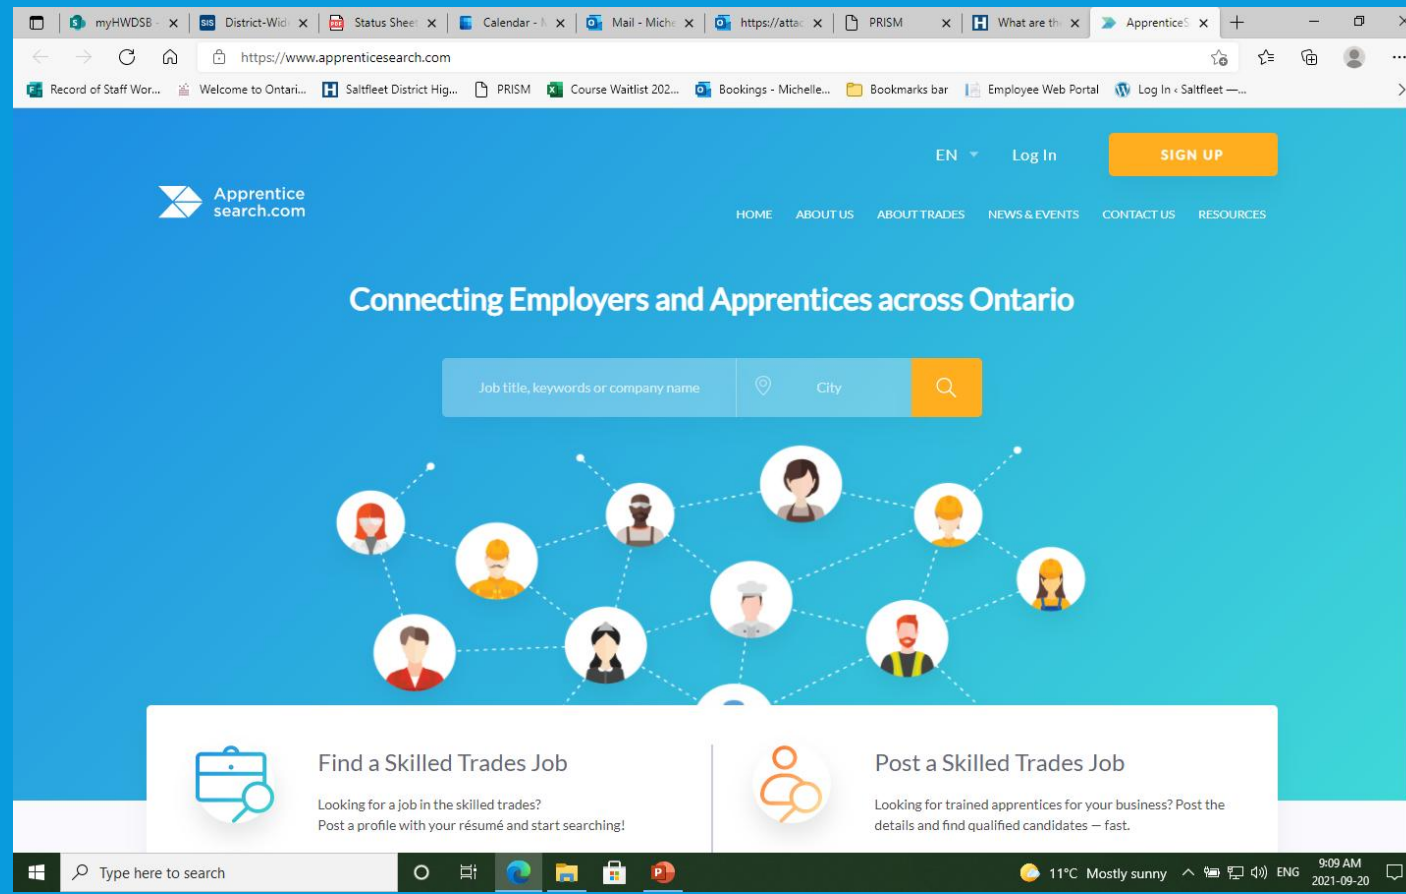 myHWDSB -
SIS
District-Wid
PDF
Status Sheet
Calendar - M
Mail - Miche
https://attac
PRISM
H
What are th
ApprenticeS
https://www.apprenticesearch.com
Record of Staff Wor...
Welcome to Ontari...
H
Saltfleet District Hig...
PRISM
Course Waitlist 202...
Bookings - Michelle...
Bookmarks bar
Employee Web Portal
Log In ‹ Saltfleet —...
EN
Log In
SIGN UP
Apprentice
search.com
HOME ABOUT US ABOUT TRADES NEWS & EVENTS CONTACT US RESOURCES
Connecting Employers and Apprentices across Ontario
Job title, keywords or company name
City
Find a Skilled Trades Job
Looking for a job in the skilled trades?
Post a profile with your résumé and start searching!
Post a Skilled Trades Job
Looking for trained apprentices for your business? Post the
details and find qualified candidates — fast.
Type here to search
11°C Mostly sunny
ENG
9:09 AM
2021-09-20